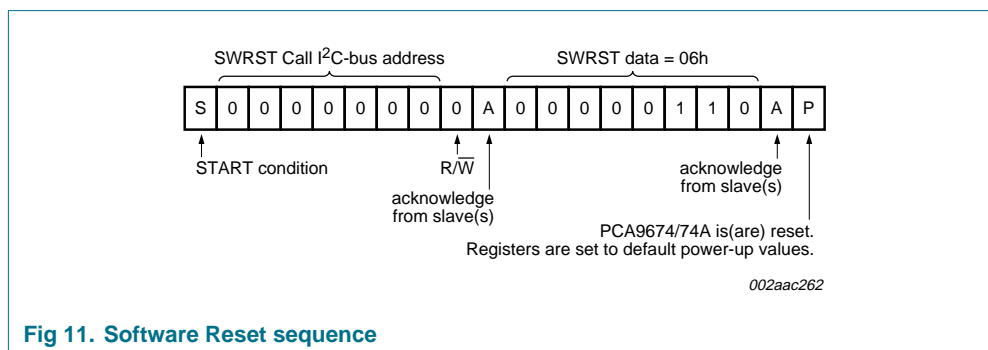 SWRST Call I2C-bus address
SWRST data = 06h
S 0 0 0 0 0 0 0 0 A 0 0 0 0 0 1 1 0 A P
START condition
R/W̅
acknowledge
from slave(s)
acknowledge
from slave(s)
PCA9674/74A is(are) reset.
Registers are set to default power-up values.
002aac262
Fig 11. Software Reset sequence